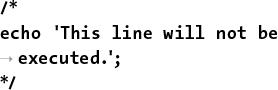 /*
echo 'This line will not be
→ executed.';
*/